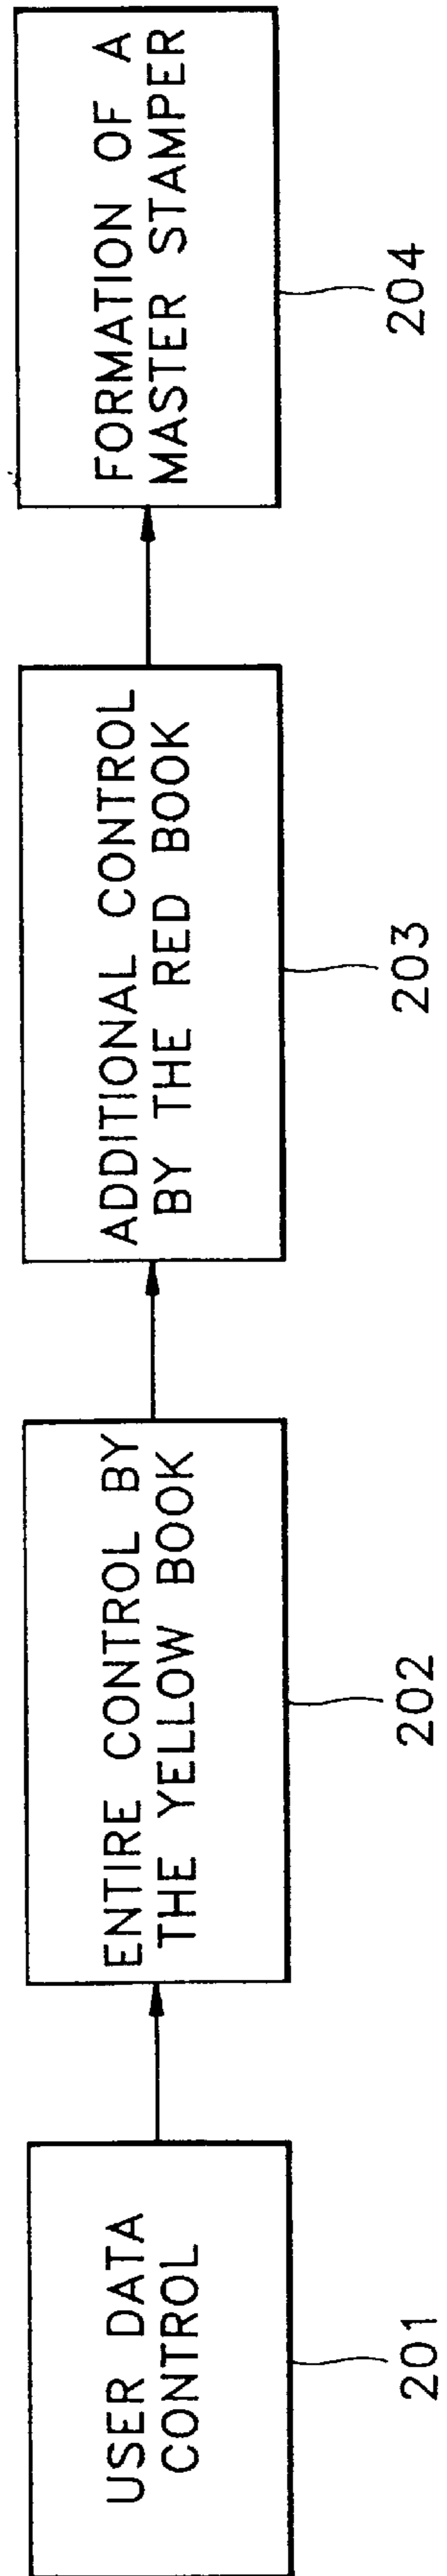 USER DATA
CONTROL
201
ENTIRE CONTROL BY
THE YELLOW BOOK
202
ADDITIONAL CONTROL
BY THE RED BOOK
203
FORMATION OF A
MASTER STAMPER
204